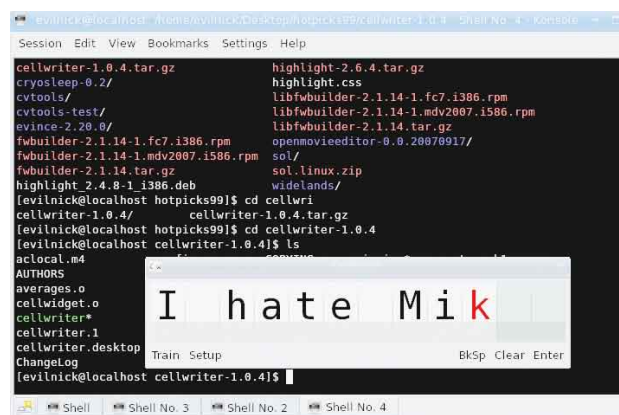 evilnick@localhost: /home/evilnick/Desktop/hotpicks99/cellwriter-1.0.4 - Shell No. 4 - Konsole
Session Edit View Bookmarks Settings Help
cellwriter-1.0.4.tar.gz highlight-2.6.4.tar.gz
cryosleep-0.2/ highlight.css
cvtools/ libfwbuilder-2.1.14-1.fc7.i386.rpm
cvtools-test/ libfwbuilder-2.1.14-1.mdv2007.i586.rpm
evince-2.20.0/ libfwbuilder-2.1.14.tar.gz
fwbuilder-2.1.14-1.fc7.i386.rpm openmovieeditor-0.0.20070917/
fwbuilder-2.1.14-1.mdv2007.i586.rpm sol/
fwbuilder-2.1.14.tar.gz sol.linux.zip
highlight_2.4.8-1_i386.deb widelands/
[evilnick@localhost hotpicks99]$ cd cellwri
cellwriter-1.0.4/ cellwriter-1.0.4.tar.gz
[evilnick@localhost hotpicks99]$ cd cellwriter-1.0.4
[evilnick@localhost cellwriter-1.0.4]$ ls
aclocal.m4
AUTHORS
averages.o
cellwidget.o
cellwriter*
cellwriter.1
cellwriter.desktop
ChangeLog
I hate Mik
Train Setup BkSp Clear Enter
[evilnick@localhost cellwriter-1.0.4]$
Shell Shell No. 3 Shell No. 2 Shell No. 4